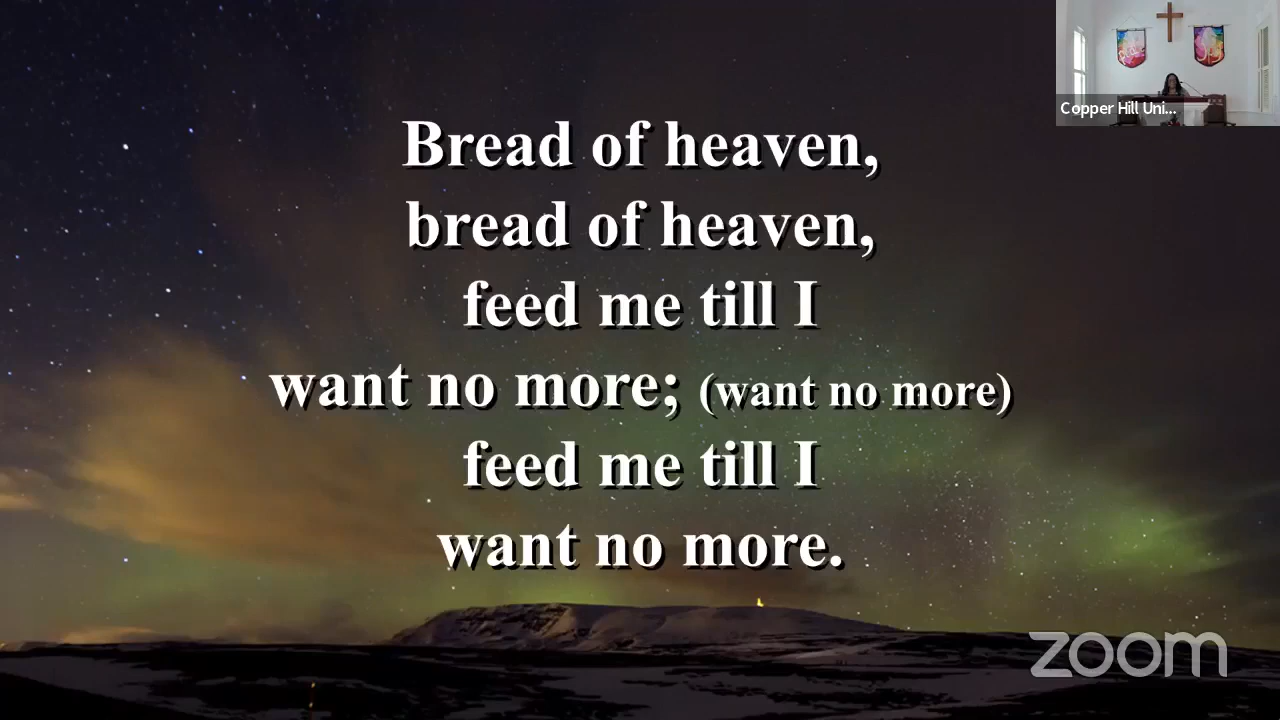 Copper Hill Uni...
Bread of heaven,
bread of heaven,
feed me till I
want no more; (want no more)
feed me till I
want no more.
zoom